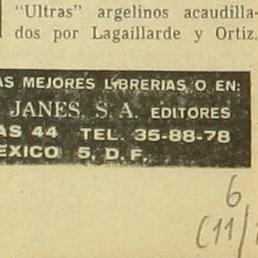 "Ultras" argelinos acaudilla-
dos por Lagaillarde y Ortiz.
AS MEJORES LIBRERIAS O EN:
JANES, S. A. EDITORES
AS 44 TEL. 35-88-78
EXICO 5, D. F.
6
(11/